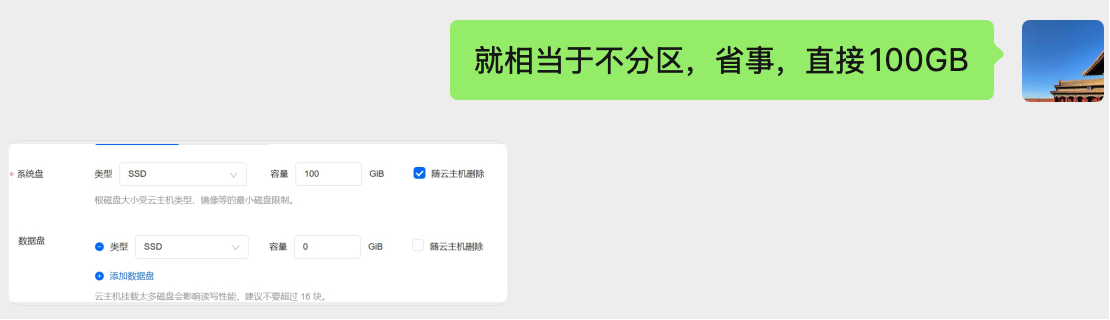 就相当于不分区，省事，直接100GB
* 系统盘 类型 SSD 容量 100 GiB 随云主机删除
根磁盘大小受云主机类型、镜像等的最小磁盘限制。
数据盘 类型 SSD 容量 0 GiB 随云主机删除
添加数据盘
云主机挂载太多磁盘会影响读写性能，建议不要超过 16 块。